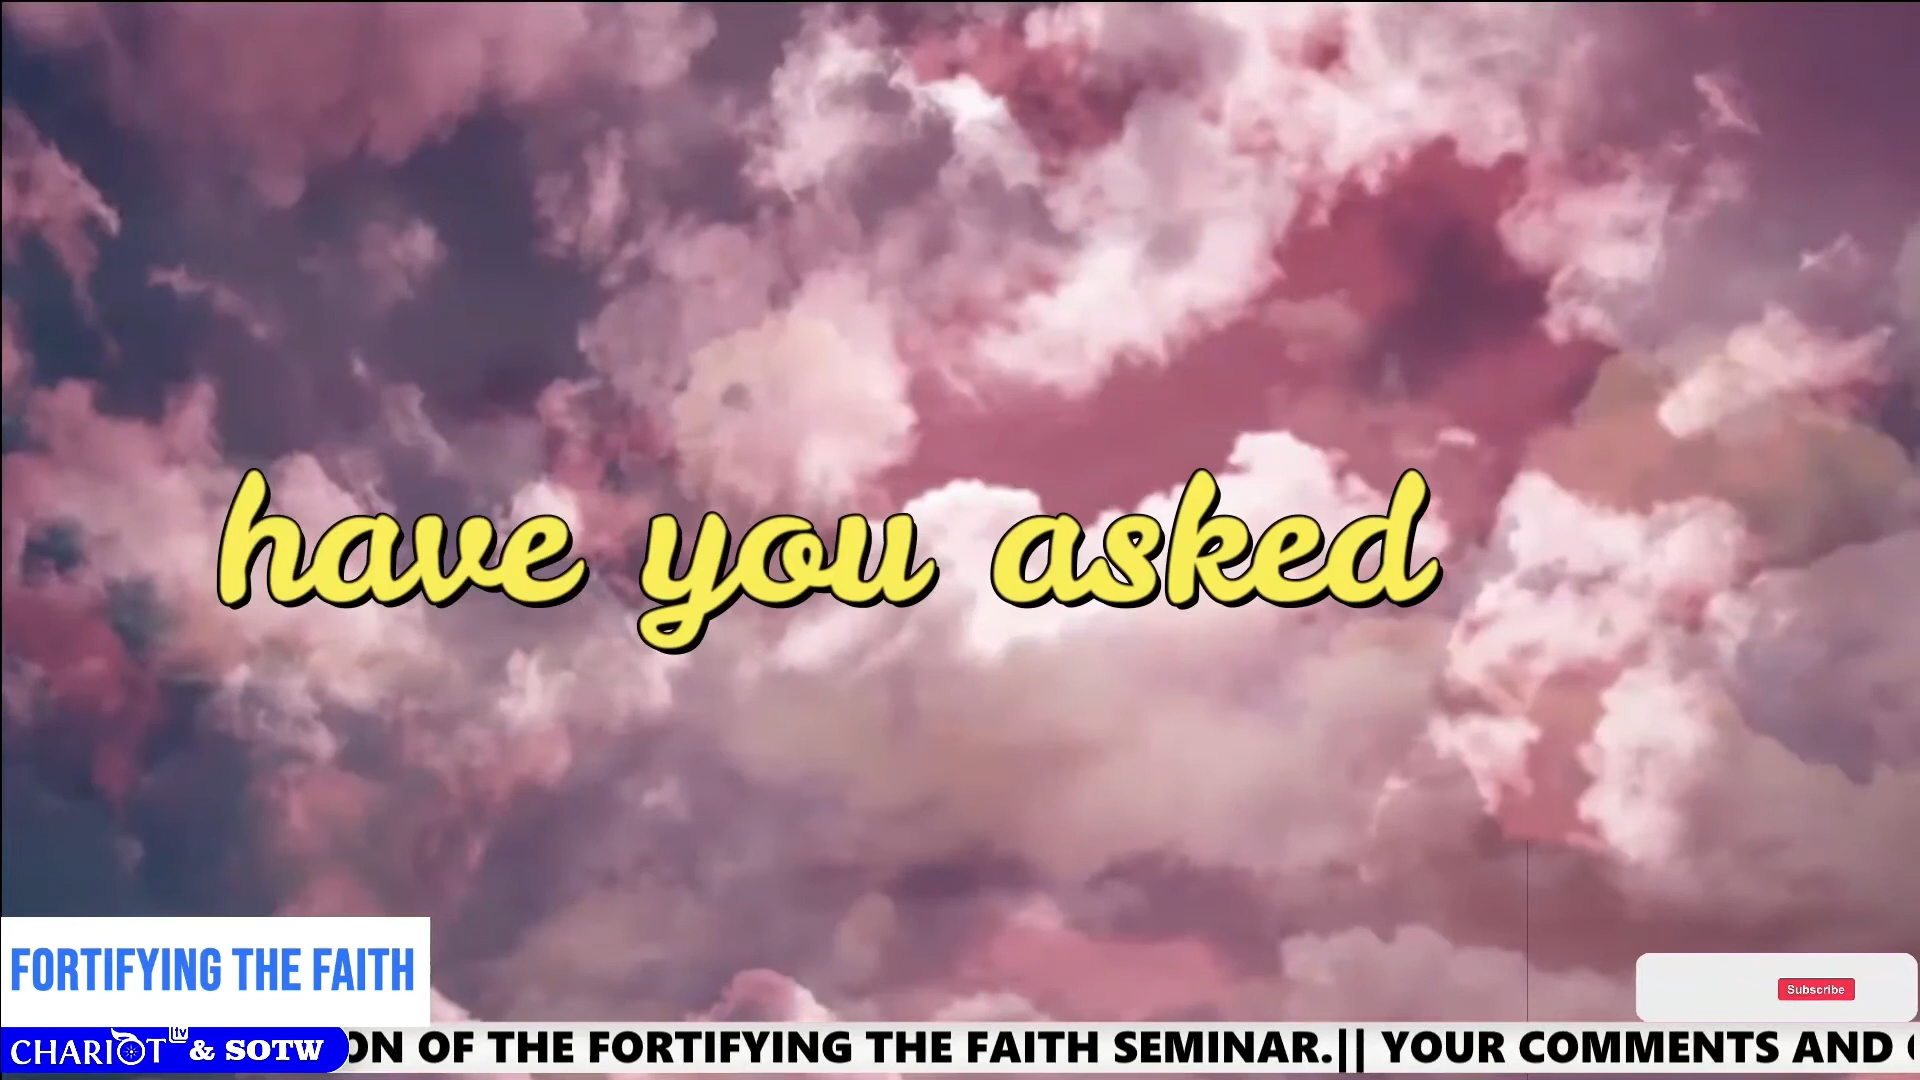 have you asked
FORTIFYING THE FAITH
Subscribe
CHARIOT tv & SOTW
ON OF THE FORTIFYING THE FAITH SEMINAR.|| YOUR COMMENTS AND